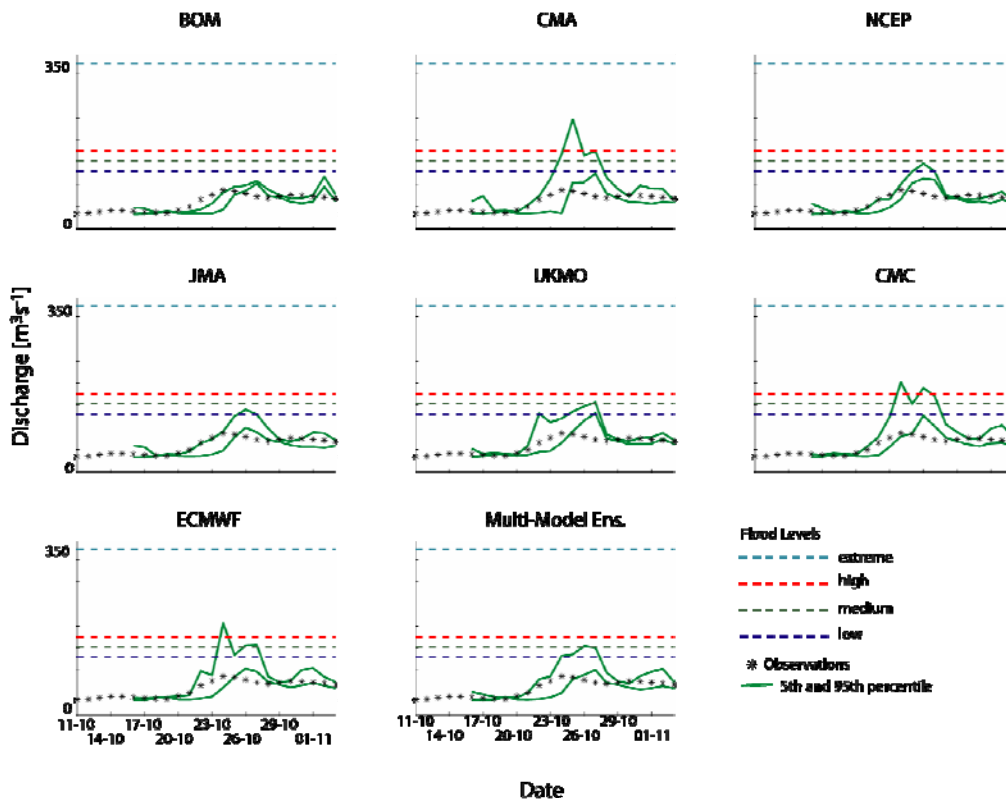 BOM
CMA
NCEP
350
0
JMA
UKMO
CMC
350
0
Discharge [m³s⁻¹]
ECMWF
Multi-Model Ens.
350
0
11-10 17-10 23-10 29-10
14-10 20-10 26-10 01-11
11-10 17-10 23-10 29-10
14-10 20-10 26-10 01-11
Date
Flood Levels
extreme
high
medium
low
Observations
5th and 95th percentile